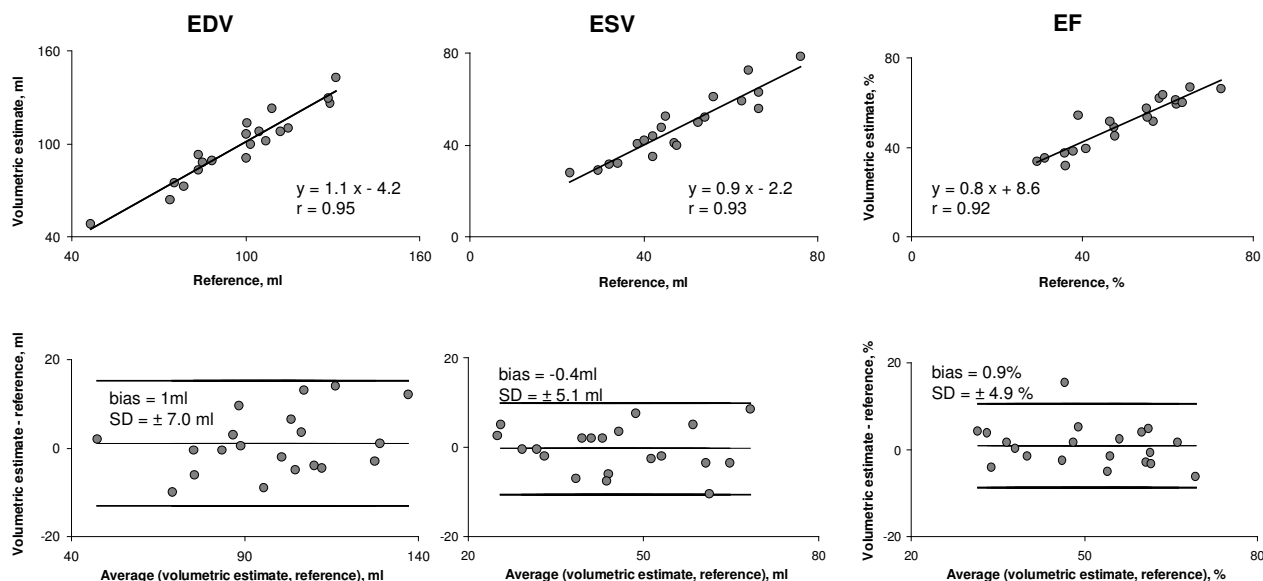 EDV
ESV
EF
160
100
40
40
100
160
Volumetric estimate, ml
Reference, ml
y = 1.1 x - 4.2
r = 0.95
80
40
0
0
40
80
Reference, ml
y = 0.9 x - 2.2
r = 0.93
80
40
0
0
40
80
Volumetric estimate, %
Reference, %
y = 0.8 x + 8.6
r = 0.92
20
0
-20
40
90
140
Volumetric estimate - reference, ml
Average (volumetric estimate, reference), ml
bias = 1ml
SD = ± 7.0 ml
20
0
-20
20
50
80
Average (volumetric estimate, reference), ml
bias = -0.4ml
SD = ± 5.1 ml
20
0
-20
20
50
80
Volumetric estimate - reference, %
Average (volumetric estimate, reference), %
bias = 0.9%
SD = ± 4.9 %